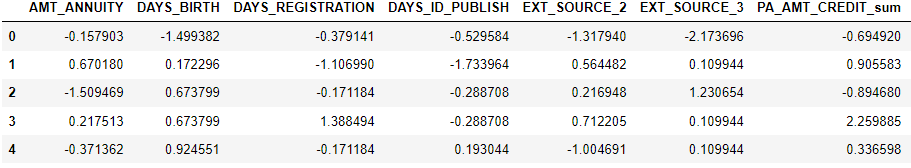 AMT_ANNUITY DAYS_BIRTH DAYS_REGISTRATION DAYS_ID_PUBLISH EXT_SOURCE_2 EXT_SOURCE_3 PA_AMT_CREDIT_sum
0 -0.157903 -1.499382 -0.379141 -0.529584 -1.317940 -2.173696 -0.694920
1 0.670180 0.172296 -1.106990 -1.733964 0.564482 0.109944 0.905583
2 -1.509469 0.673799 -0.171184 -0.288708 0.216948 1.230654 -0.894680
3 0.217513 0.673799 1.388494 -0.288708 0.712205 0.109944 2.259885
4 -0.371362 0.924551 -0.171184 0.193044 -1.004691 0.109944 0.336598